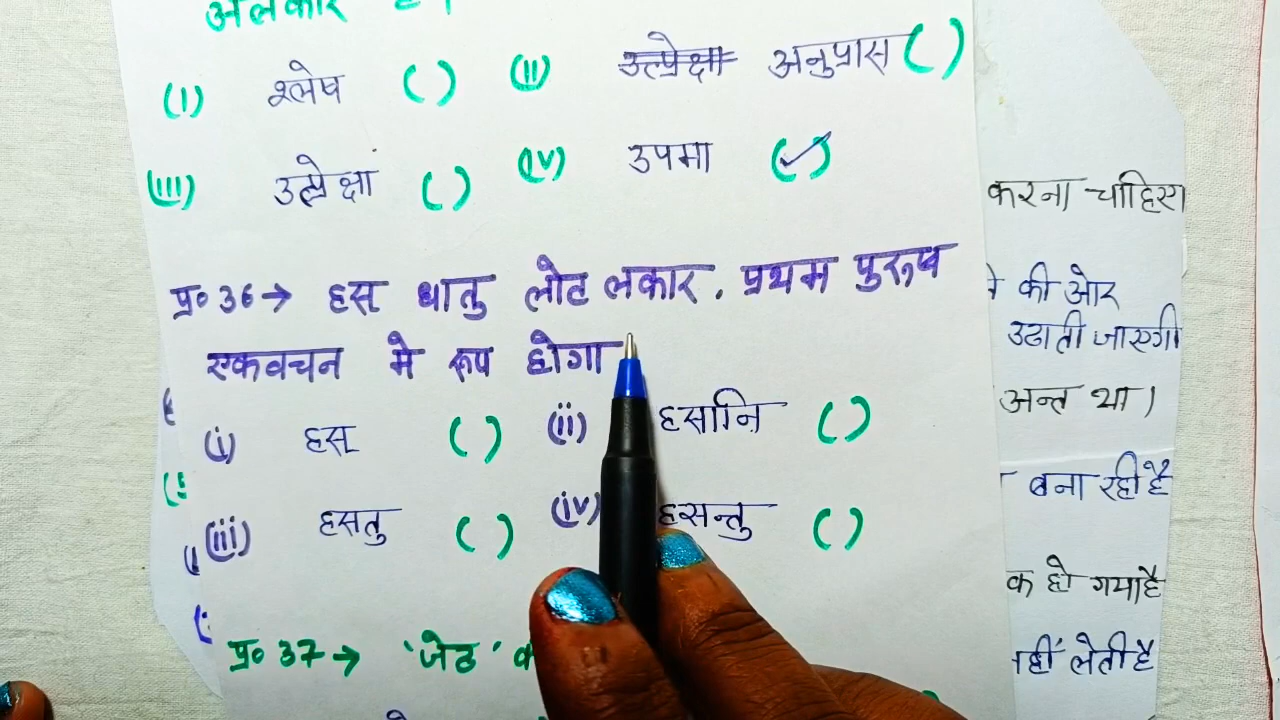 अलंकार है।
(I) श्लेष ( ) (II) उत्प्रेक्षा अनुप्रास ( )
(III) उत्प्रेक्षा ( ) (IV) उपमा (✓)
प्र० 36 → हस् धातु लोट लकार, प्रथम पुरूष
एकवचन मे रूप होगा
(i) हस् ( ) (ii) हसानि ( )
(iii) हसतु ( ) (iv) हसन्तु ( )
प्र० 37 → 'जेठ'
करना चाहिए
की ओर
उठाती जाएगी
अन्त था।
बना रही है
हो गया है
लेती है